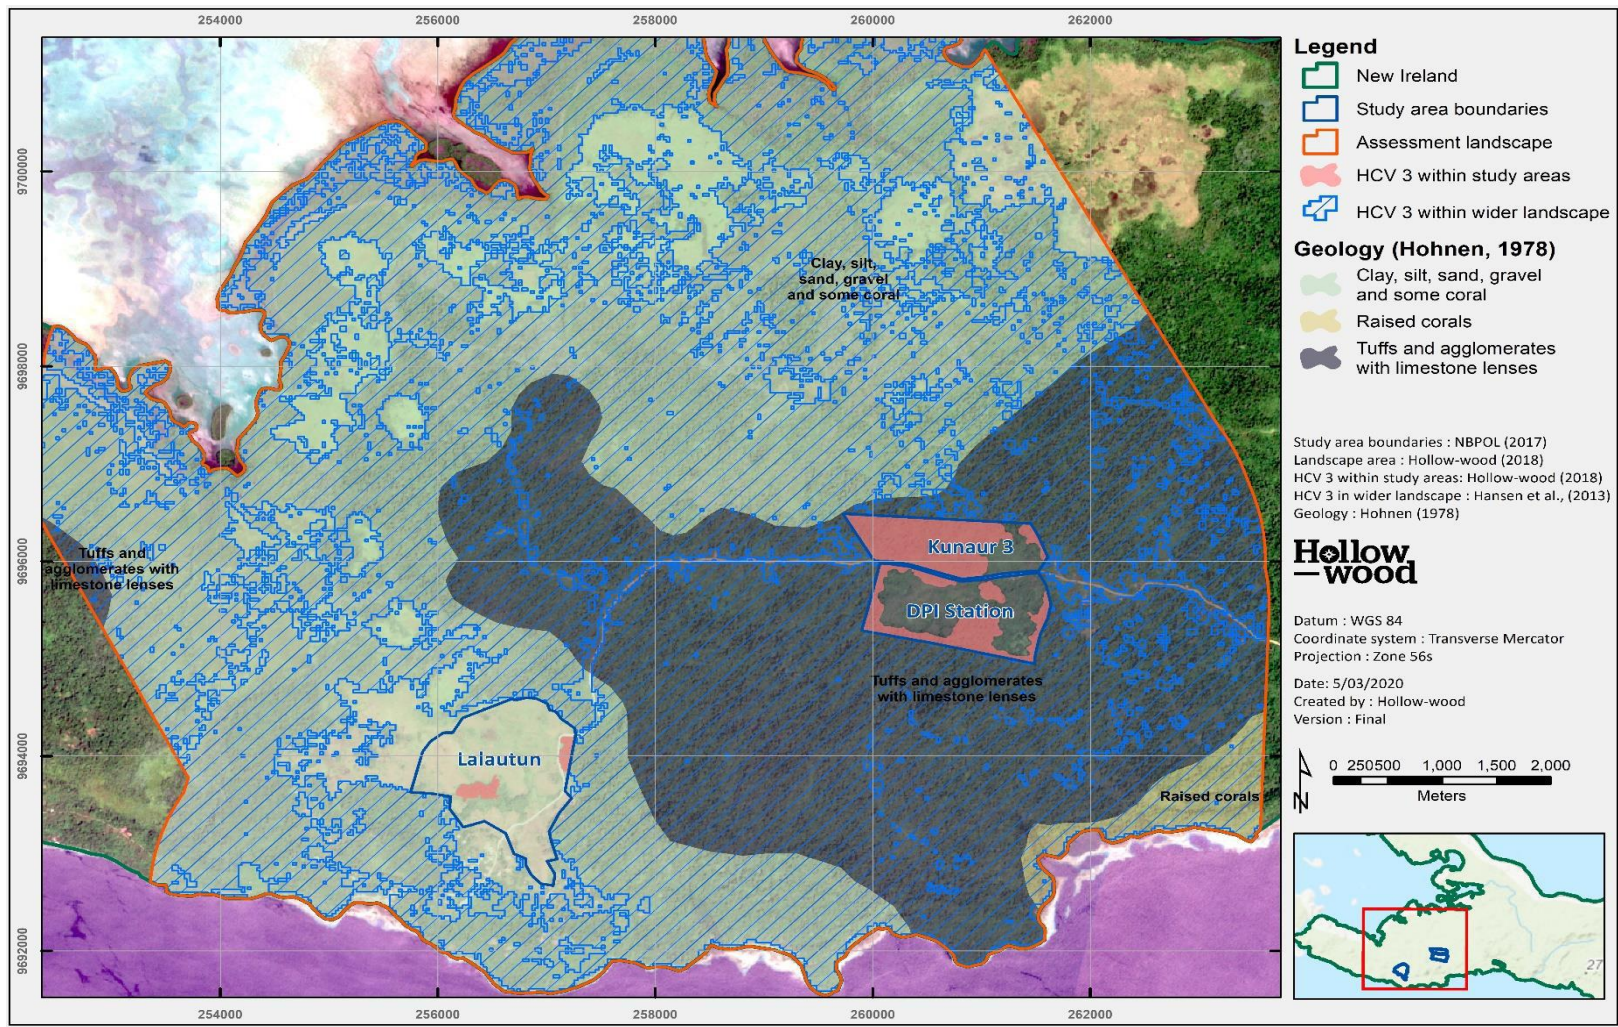 254000
256000
258000
260000
262000
9700000
9698000
9696000
9694000
9692000
Clay, silt,
sand, gravel
and some coral
Tuffs and
agglomerates with
limestone lenses
Kunaur 3
DPI Station
Tuffs and agglomerates
with limestone lenses
Lalautun
Raised corals
254000
256000
258000
260000
262000
Legend
New Ireland
Study area boundaries
Assessment landscape
HCV 3 within study areas
HCV 3 within wider landscape
Geology (Hohnen, 1978)
Clay, silt, sand, gravel
and some coral
Raised corals
Tuffs and agglomerates
with limestone lenses
Study area boundaries : NBPOL (2017)
Landscape area : Hollow-wood (2018)
HCV 3 within study areas: Hollow-wood (2018)
HCV 3 in wider landscape : Hansen et al., (2013)
Geology : Hohnen (1978)
Hollow
wood
Datum : WGS 84
Coordinate system : Transverse Mercator
Projection : Zone 56s
Date: 5/03/2020
Created by : Hollow-wood
Version : Final
N
0 250500 1,000 1,500 2,000
Meters
27